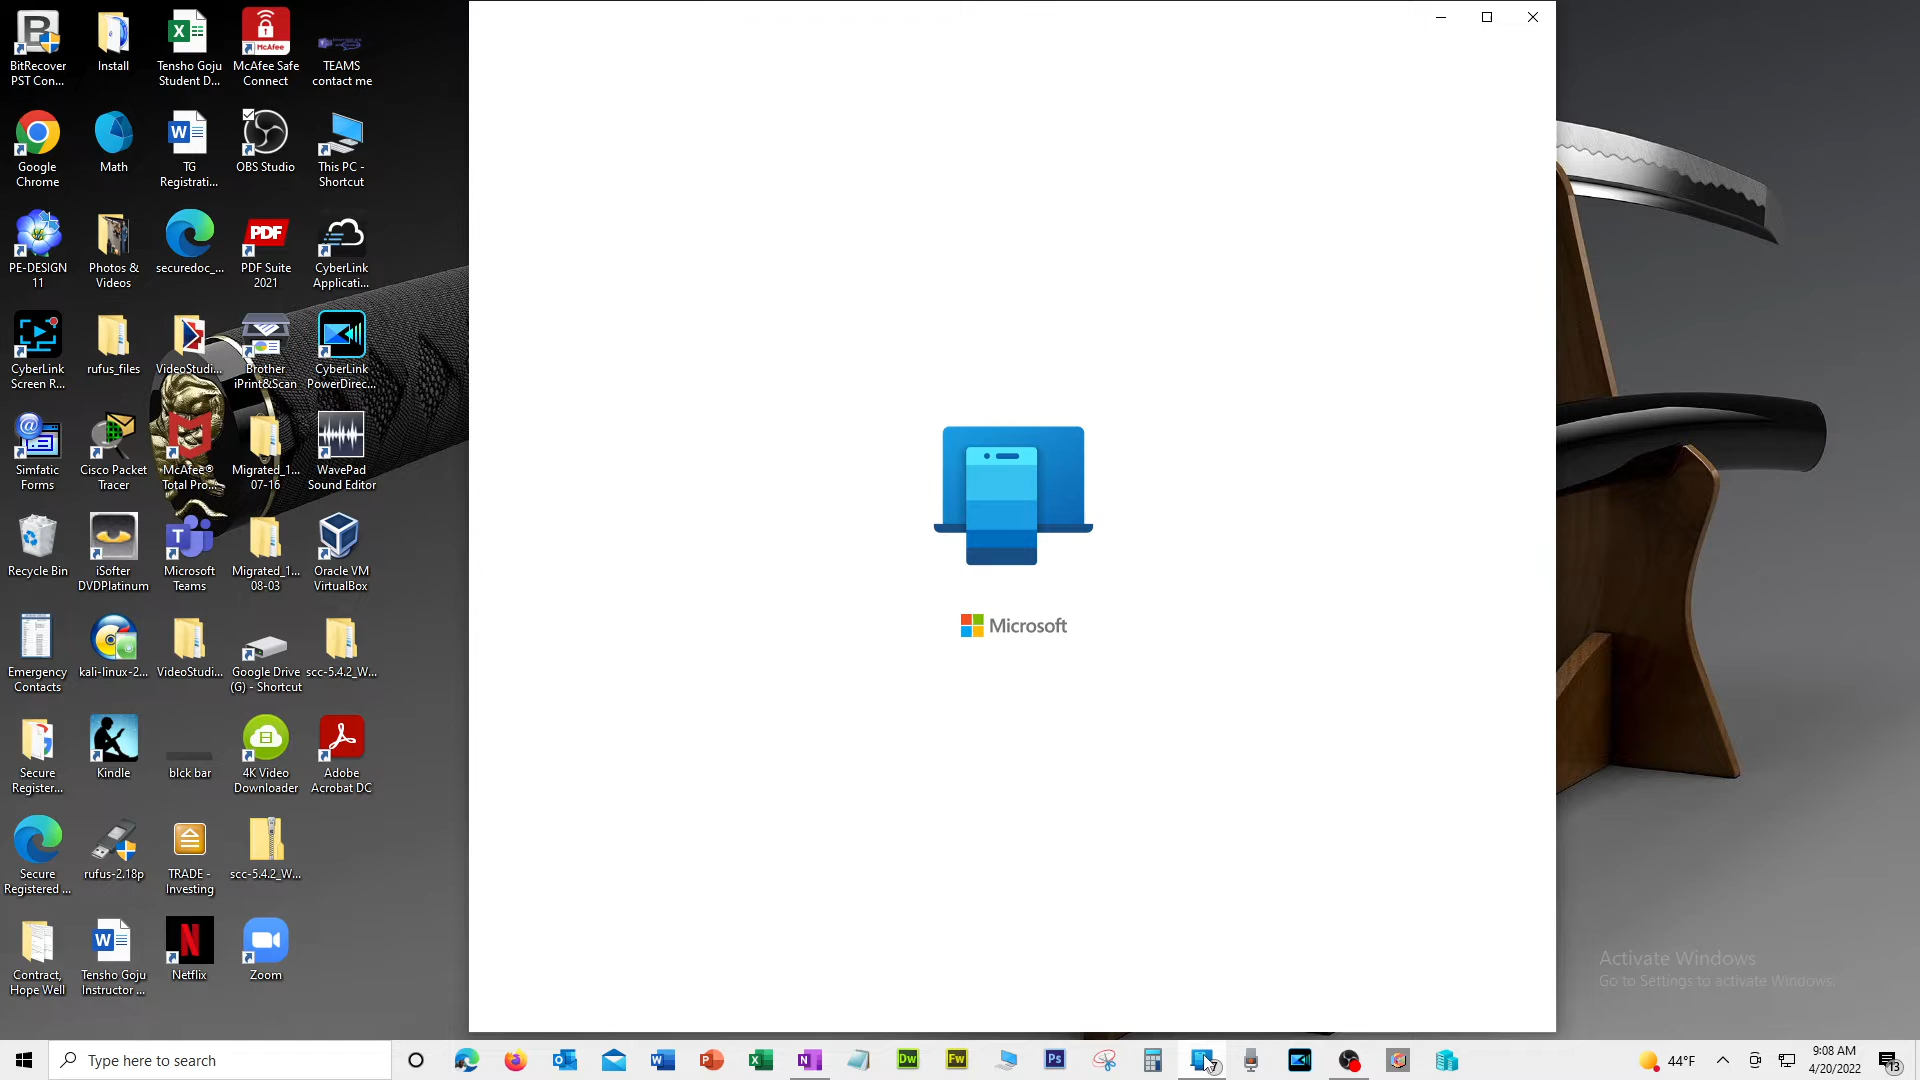 BitRecover
PST Con...
Install
Tensho Goju
Student D...
McAfee
McAfee Safe
Connect
TEAMS
contact me
Google
Chrome
Math
TG
Registrati...
OBS Studio
This PC -
Shortcut
PE-DESIGN
11
Photos &
Videos
securedoc_...
PDF
PDF Suite
2021
CyberLink
Applicati...
CyberLink
Screen R...
rufus_files
VideoStudi...
Brother
iPrint&Scan
CyberLink
PowerDirec...
Simfatic
Forms
Cisco Packet
Tracer
McAfee®
Total Pro...
Migrated_1...
07-16
WavePad
Sound Editor
Recycle Bin
iSofter
DVDPlatinum
Microsoft
Teams
Migrated_1...
08-03
Oracle VM
VirtualBox
Emergency
Contacts
kali-linux-2...
VideoStudi...
Google Drive
(G) - Shortcut
scc-5.4.2_W...
Secure
Register...
Kindle
blck bar
4K Video
Downloader
Adobe
Acrobat DC
Secure
Registered ...
rufus-2.18p
TRADE -
Investing
scc-5.4.2_W...
Contract,
Hope Well
Tensho Goju
Instructor ...
Netflix
Zoom
Microsoft
Activate Windows
Go to Settings to activate Windows.
Type here to search
Dw
Fw
Ps
7
44°F
9:08 AM
4/20/2022
13